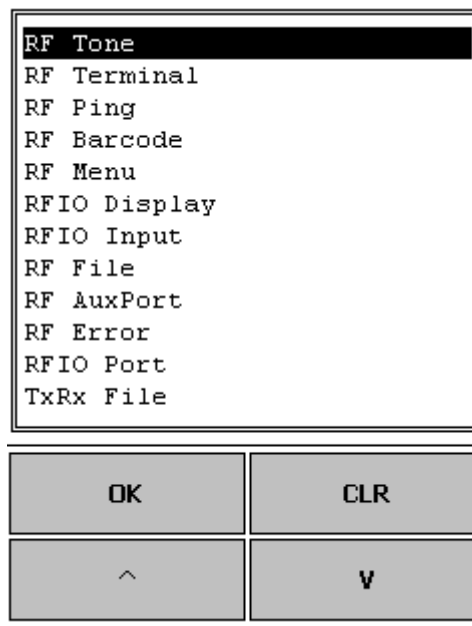 RF Tone
RF Terminal
RF Ping
RF Barcode
RF Menu
RFIO Display
RFIO Input
RF File
RF AuxPort
RF Error
RFIO Port
TxRx File
OK CLR
^ v